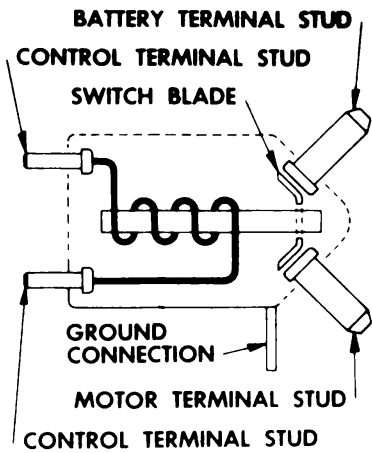 BATTERY TERMINAL STUD
CONTROL TERMINAL STUD
SWITCH BLADE
GROUND
CONNECTION
MOTOR TERMINAL STUD
CONTROL TERMINAL STUD